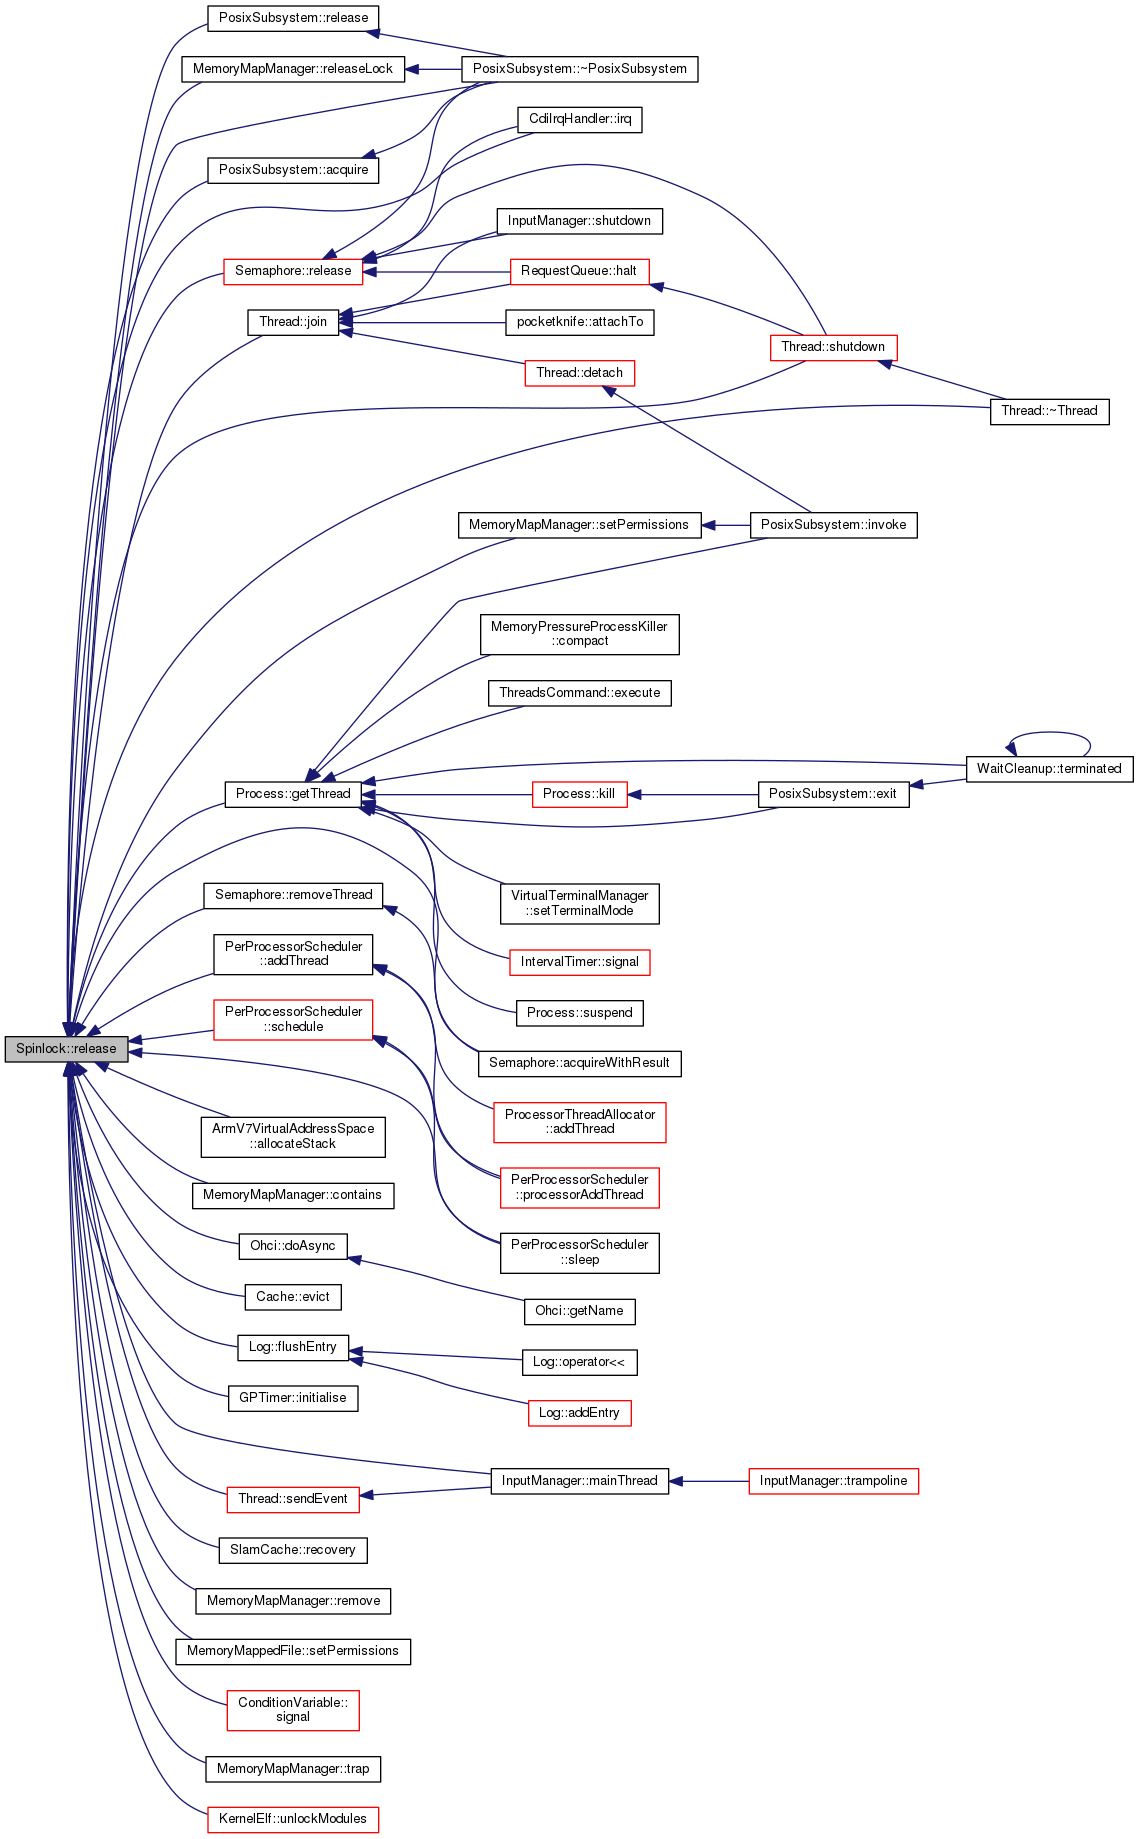 PosixSubsystem::release
MemoryMapManager::releaseLock
PosixSubsystem::~PosixSubsystem
CdiIrqHandler::irq
PosixSubsystem::acquire
InputManager::shutdown
Semaphore::release
RequestQueue::halt
Thread::join
pocketknife::attachTo
Thread::shutdown
Thread::detach
Thread::~Thread
MemoryMapManager::setPermissions
PosixSubsystem::invoke
MemoryPressureProcessKiller
::compact
ThreadsCommand::execute
WaitCleanup::terminated
Process::getThread
Process::kill
PosixSubsystem::exit
Semaphore::removeThread
VirtualTerminalManager
::setTerminalMode
PerProcessorScheduler
::addThread
IntervalTimer::signal
PerProcessorScheduler
::schedule
Process::suspend
Spinlock::release
Semaphore::acquireWithResult
ArmV7VirtualAddressSpace
::allocateStack
ProcessorThreadAllocator
::addThread
MemoryMapManager::contains
PerProcessorScheduler
::processorAddThread
Ohci::doAsync
PerProcessorScheduler
::sleep
Cache::evict
Ohci::getName
Log::flushEntry
Log::operator<<
GPTimer::initialise
Log::addEntry
InputManager::mainThread
InputManager::trampoline
Thread::sendEvent
SlamCache::recovery
MemoryMapManager::remove
MemoryMappedFile::setPermissions
ConditionVariable::
signal
MemoryMapManager::trap
KernelElf::unlockModules